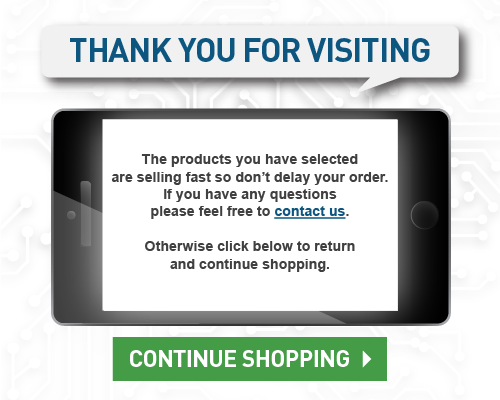 THANK YOU FOR VISITING
The products you have selected
are selling fast so don’t delay your order.
If you have any questions
please feel free to contact us.
Otherwise click below to return
and continue shopping.
CONTINUE SHOPPING